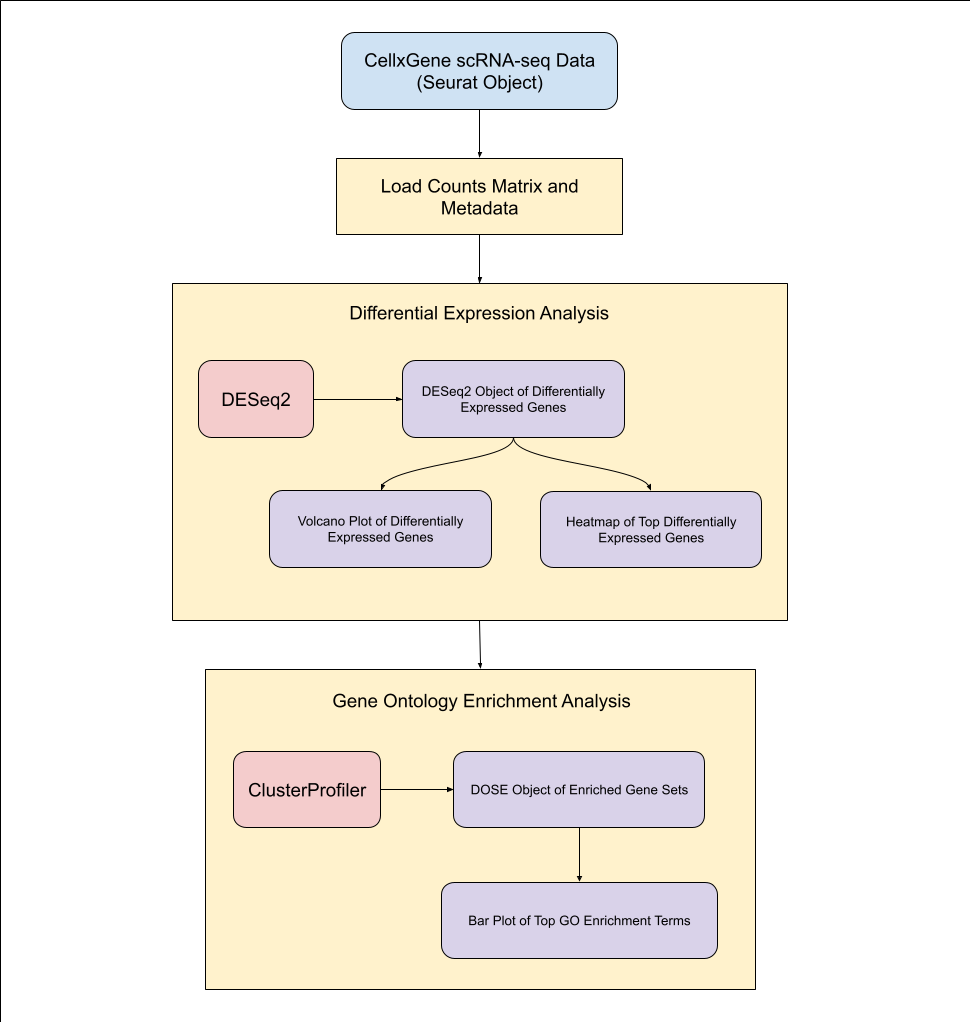 CellxGene scRNA-seq Data
(Seurat Object)
Load Counts Matrix and
Metadata
Differential Expression Analysis
DESeq2
DESeq2 Object of Differentially
Expressed Genes
Volcano Plot of Differentially
Expressed Genes
Heatmap of Top Differentially
Expressed Genes
Gene Ontology Enrichment Analysis
ClusterProfiler
DOSE Object of Enriched Gene Sets
Bar Plot of Top GO Enrichment Terms